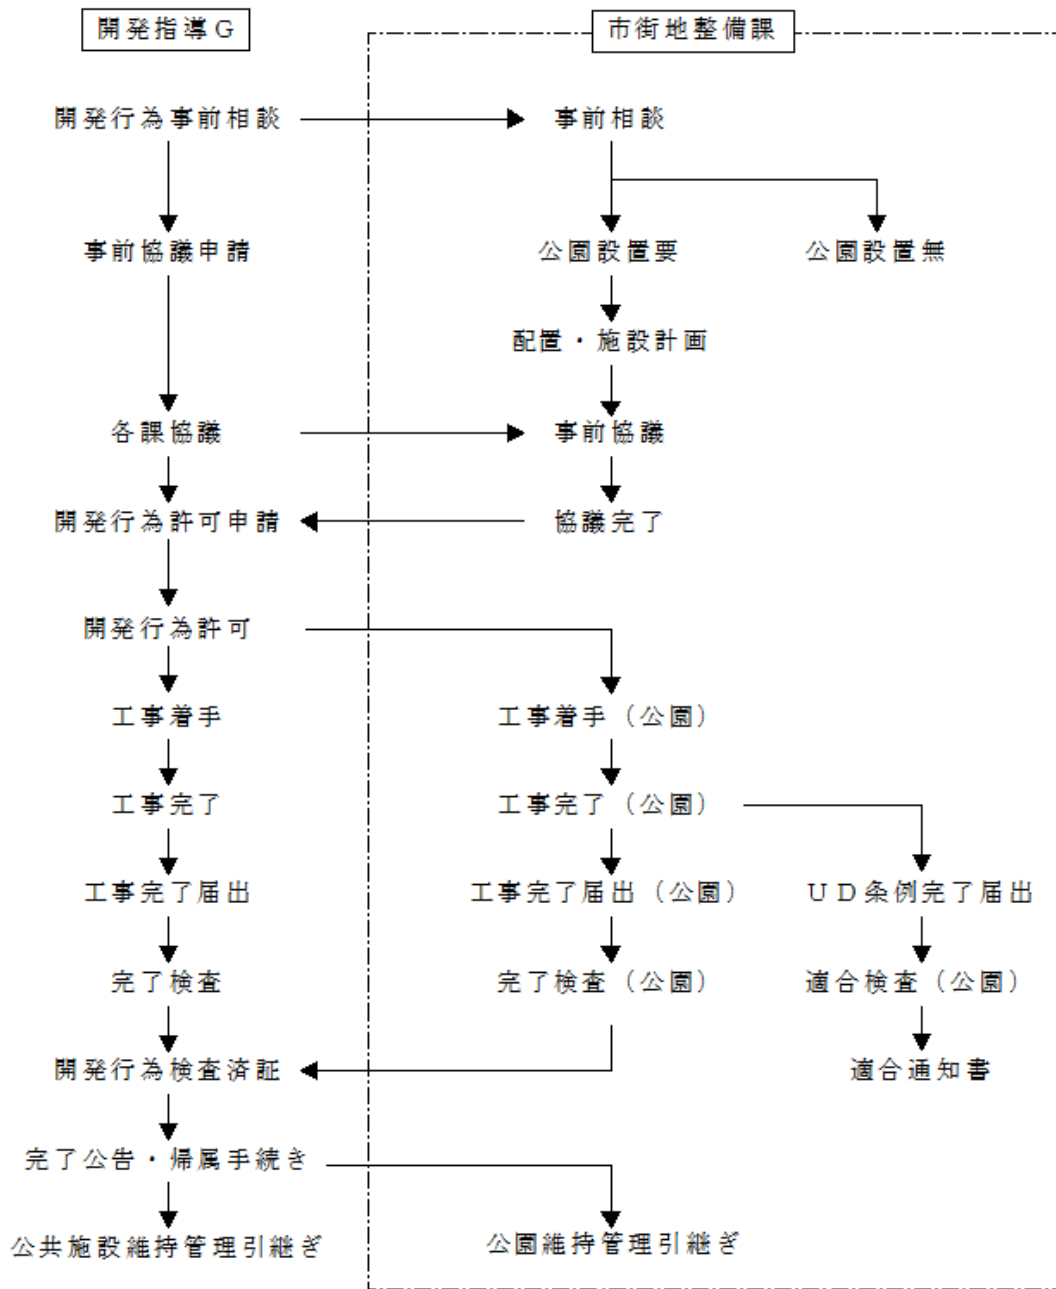 開発指導Ｇ
市街地整備課
開発行為事前相談
事前相談
事前協議申請
公園設置要
公園設置無
配置・施設計画
各課協議
事前協議
開発行為許可申請
協議完了
開発行為許可
工事着手
工事着手（公園）
工事完了
工事完了（公園）
工事完了届出
工事完了届出（公園）
ＵＤ条例完了届出
完了検査
完了検査（公園）
適合検査（公園）
開発行為検査済証
適合通知書
完了公告・帰属手続き
公共施設維持管理引継ぎ
公園維持管理引継ぎ